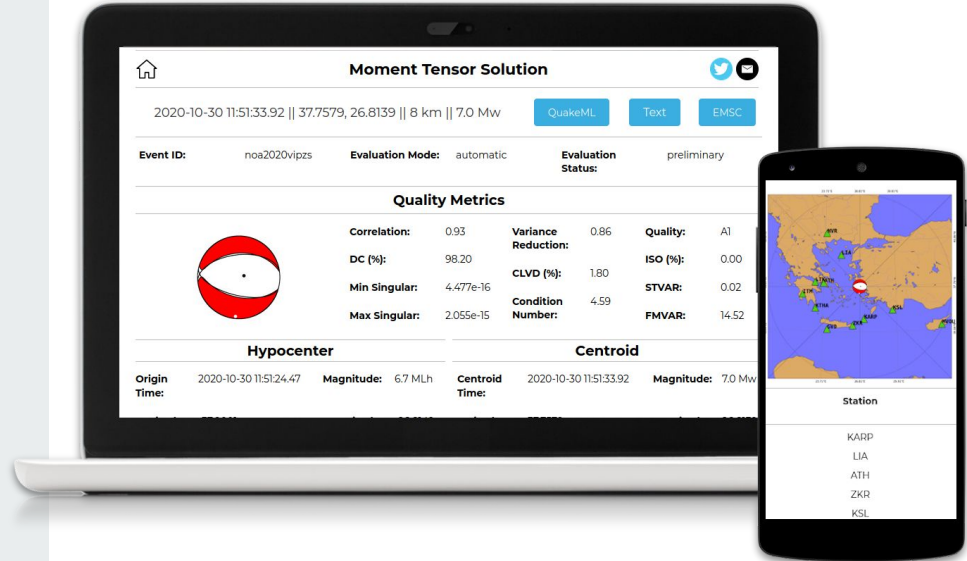 Moment Tensor Solution
2020-10-30 11:51:33.92 || 37.7579, 26.8139 || 8 km || 7.0 Mw
QuakeML
Text
EMSC
Event ID: noa2020vipzs Evaluation Mode: automatic Evaluation Status: preliminary
Quality Metrics
Correlation: 0.93 Variance Reduction: 0.86 Quality: A1
DC (%): 98.20 CLVD (%): 1.80 ISO (%): 0.00
Min Singular: 4.477e-16 Condition Number: 4.59 STVAR: 0.02
Max Singular: 2.055e-15 FMVAR: 14.52
Hypocenter
Origin Time: 2020-10-30 11:51:24.47 Magnitude: 6.7 MLh
Centroid
Centroid Time: 2020-10-30 11:51:33.92 Magnitude: 7.0 Mw
LIA
KARP
KSL
ZKR
Station
KARP
LIA
ATH
ZKR
KSL